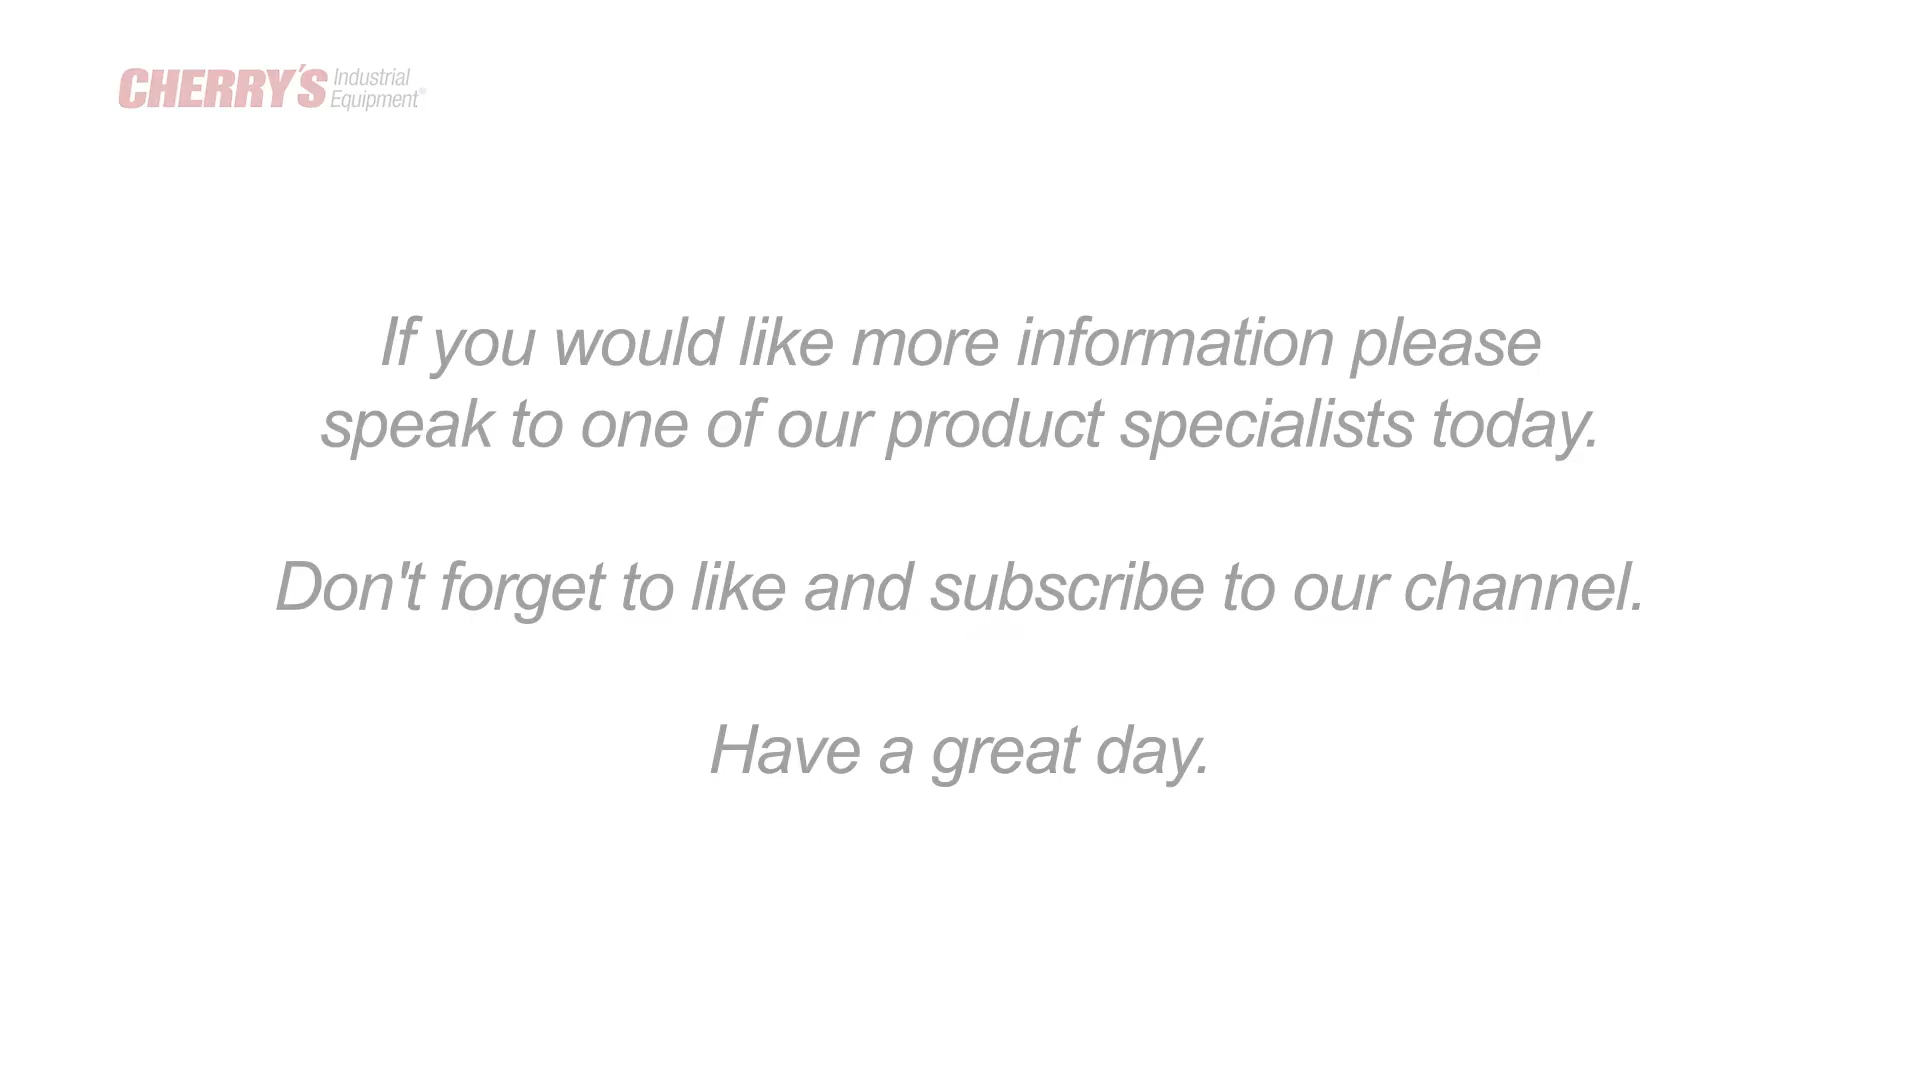 CHERRY'S Industrial
Equipment®
If you would like more information please
speak to one of our product specialists today.
Don't forget to like and subscribe to our channel.
Have a great day.